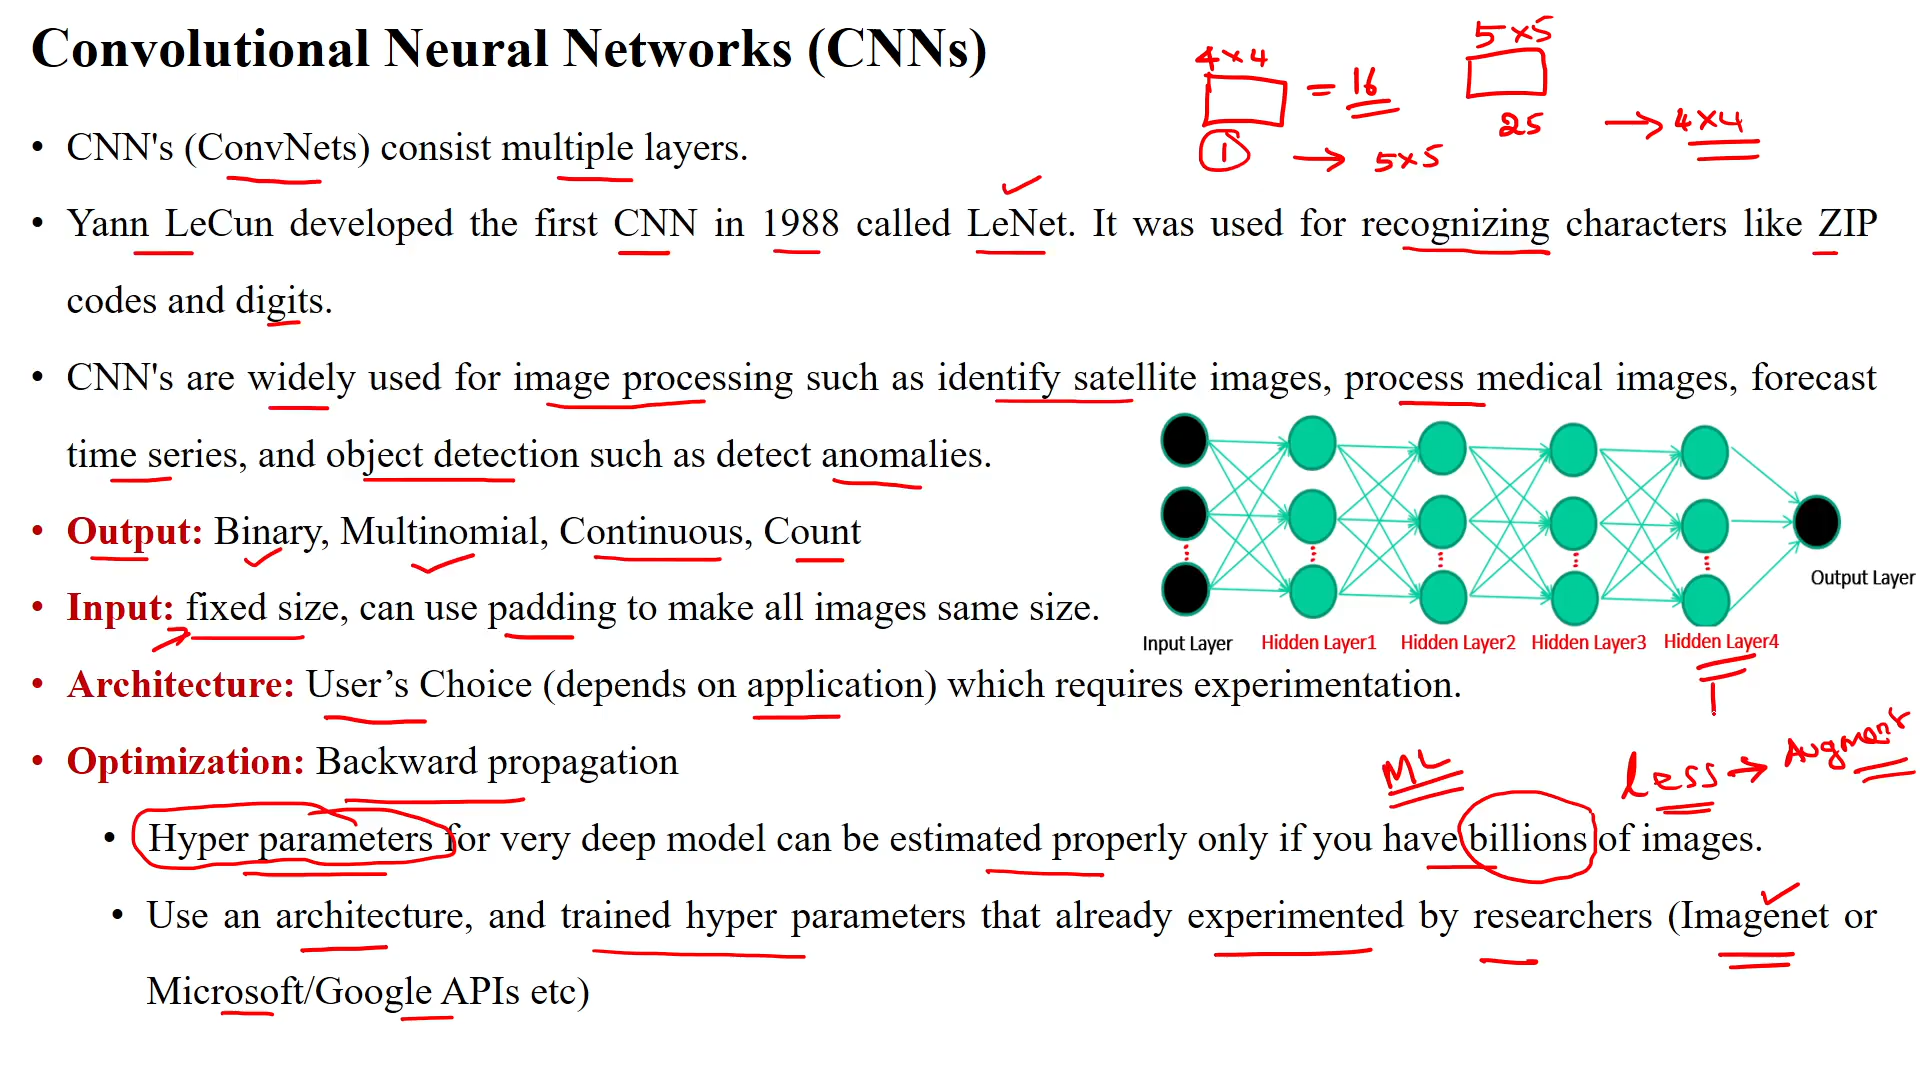 Convolutional Neural Networks (CNNs)
4×4
= 16
1 → 5×5
5×5
25 → 4×4
• CNN's (ConvNets) consist multiple layers.
• Yann LeCun developed the first CNN in 1988 called LeNet. It was used for recognizing characters like ZIP
codes and digits.
• CNN's are widely used for image processing such as identify satellite images, process medical images, forecast
time series, and object detection such as detect anomalies.
• Output: Binary, Multinomial, Continuous, Count
• Input: fixed size, can use padding to make all images same size.
Output Layer
Input Layer Hidden Layer1 Hidden Layer2 Hidden Layer3 Hidden Layer4
• Architecture: User’s Choice (depends on application) which requires experimentation.
• Optimization: Backward propagation
ML
less → Augment
• Hyper parameters for very deep model can be estimated properly only if you have billions of images.
• Use an architecture, and trained hyper parameters that already experimented by researchers (Imagenet or
Microsoft/Google APIs etc)